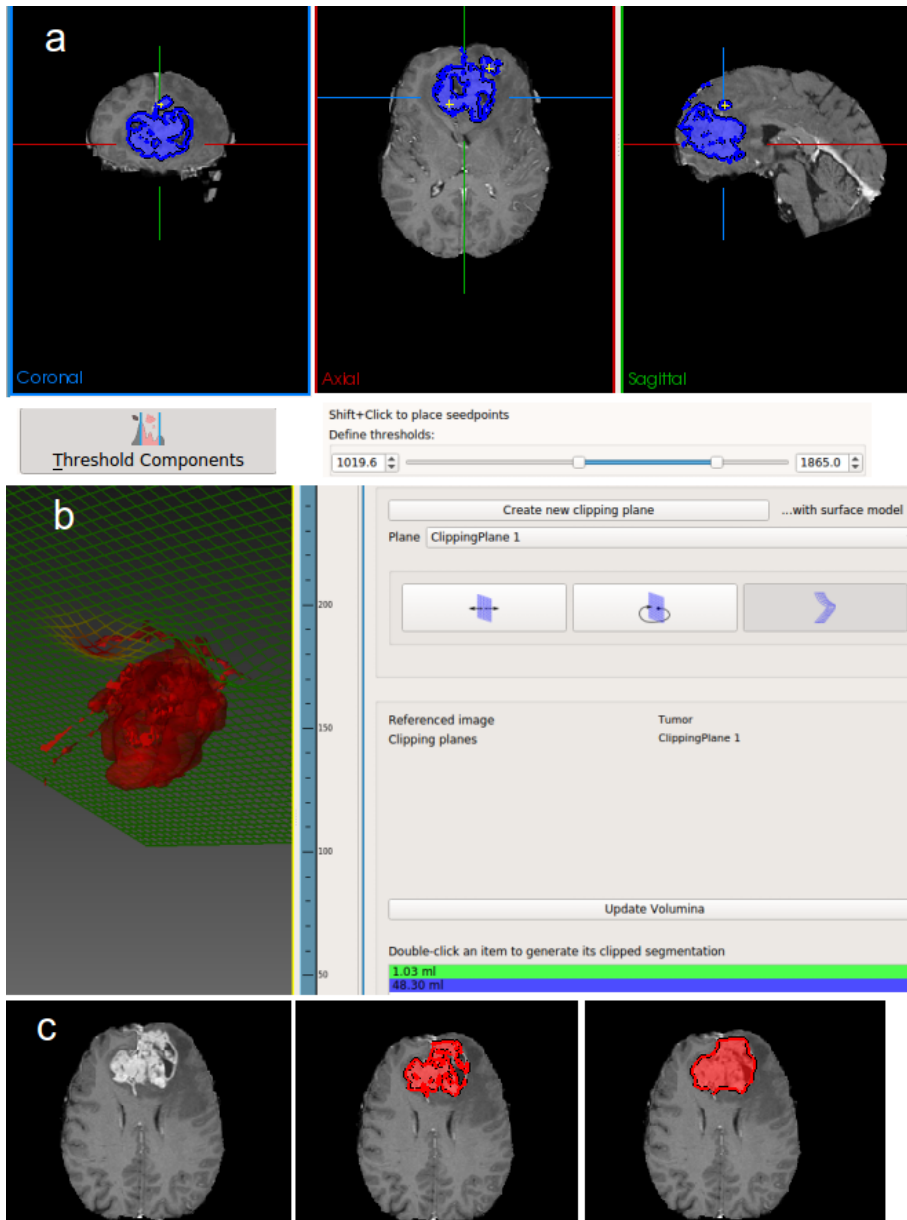 a
Coronal
Axial
Sagittal
Threshold Components
Shift+Click to place seedpoints
Define thresholds:
1019.6
1865.0
b
200
150
100
50
Create new clipping plane
...with surface model
Plane
ClippingPlane 1
Referenced image
Tumor
Clipping planes
ClippingPlane 1
Update Volumina
Double-click an item to generate its clipped segmentation
1.03 ml
48.30 ml
c